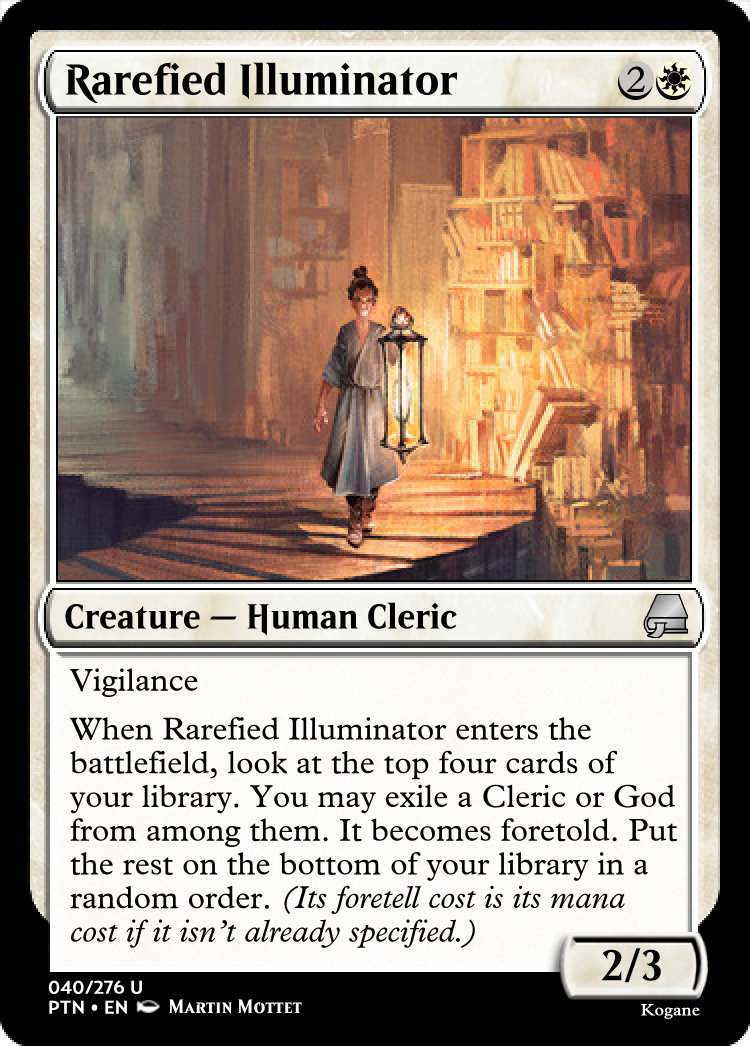 Rarefied Illuminator 2
Creature — Human Cleric
Vigilance
When Rarefied Illuminator enters the
battlefield, look at the top four cards of
your library. You may exile a Cleric or God
from among them. It becomes foretold. Put
the rest on the bottom of your library in a
random order. (Its foretell cost is its mana
cost if it isn't already specified.)
2/3
040/276 U
PTN • EN Martin Mottet
Kogane